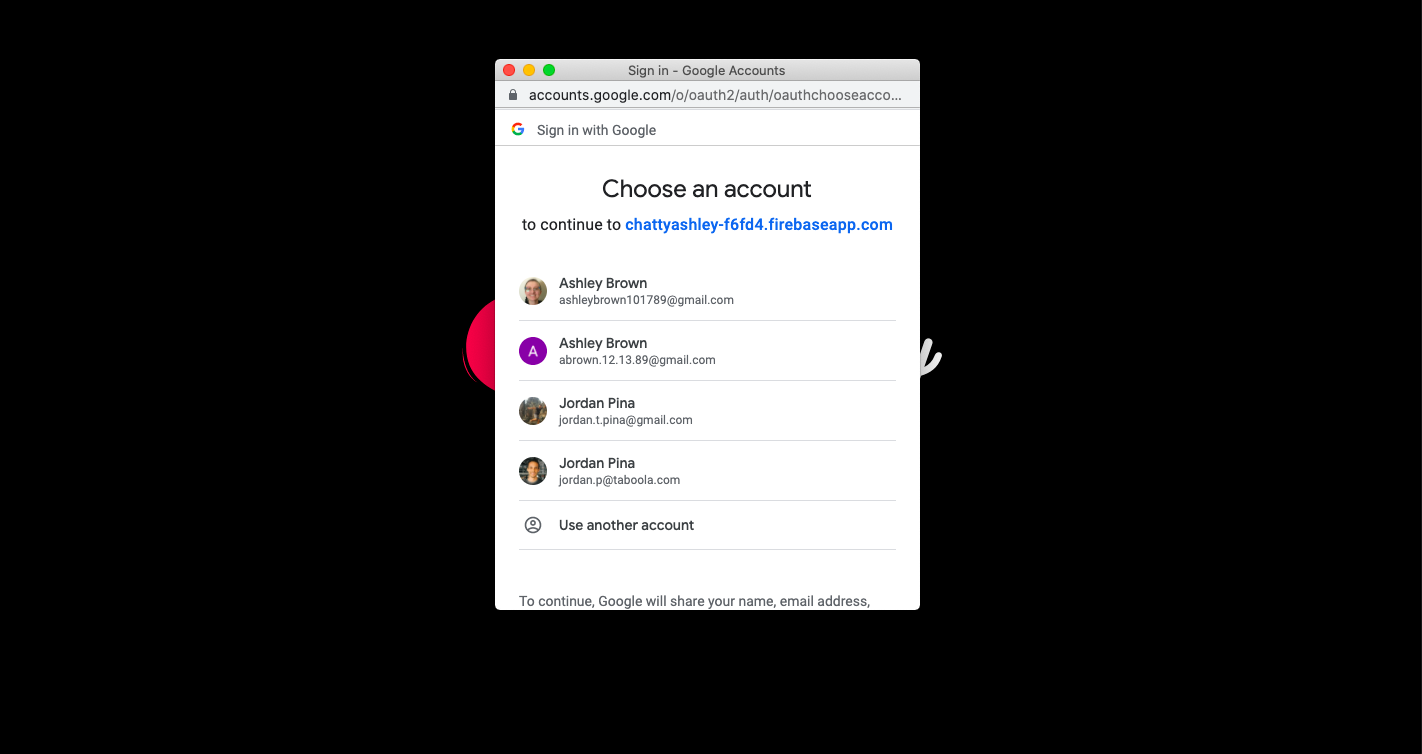 Sign in - Google Accounts
accounts.google.com/o/oauth2/auth/oauthchooseacco...
Sign in with Google
Choose an account
to continue to chattyashley-f6fd4.firebaseapp.com
Ashley Brown
ashleybrown101789@gmail.com
A
Ashley Brown
abrown.12.13.89@gmail.com
Jordan Pina
jordan.t.pina@gmail.com
Jordan Pina
jordan.p@taboola.com
Use another account
To continue, Google will share your name, email address,